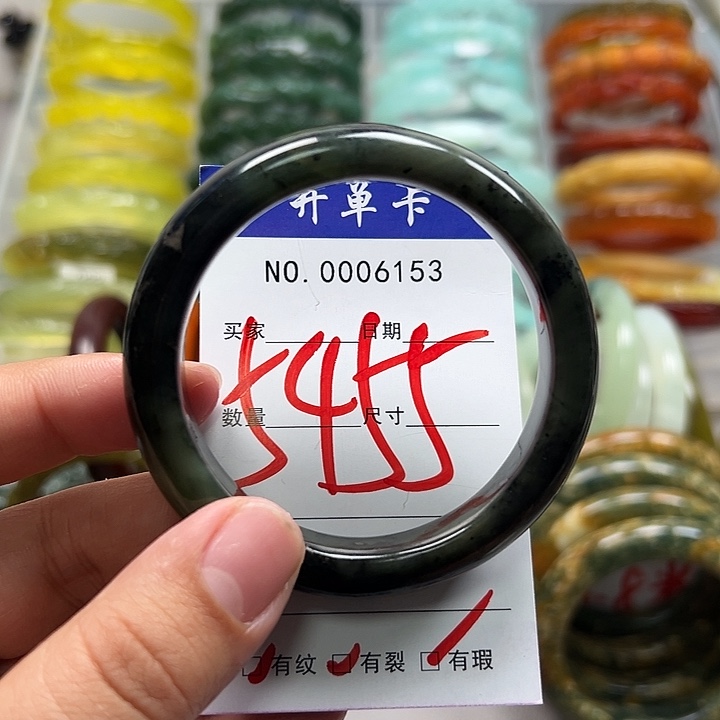 开单卡
NO.0006153
买家 日期
5455
数量 尺寸
有纹 有裂 有瑕